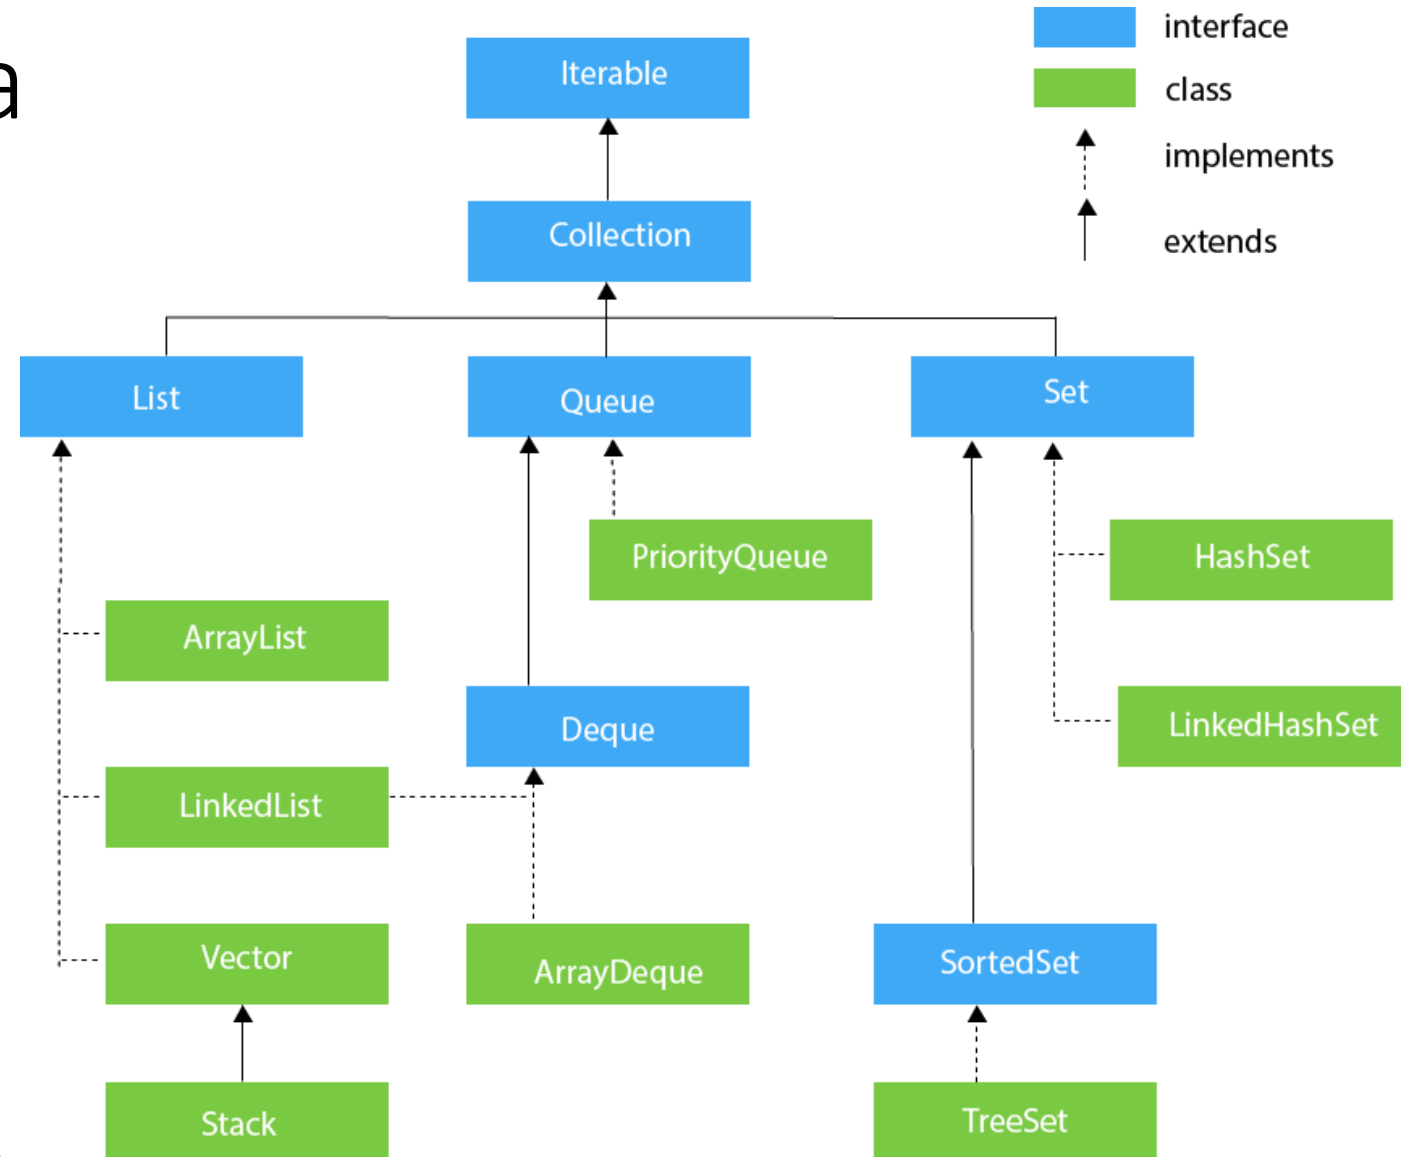 a
interface
class
implements
extends
Iterable
Collection
List
Queue
Set
PriorityQueue
HashSet
ArrayList
Deque
LinkedHashSet
LinkedList
Vector
ArrayDeque
SortedSet
Stack
TreeSet